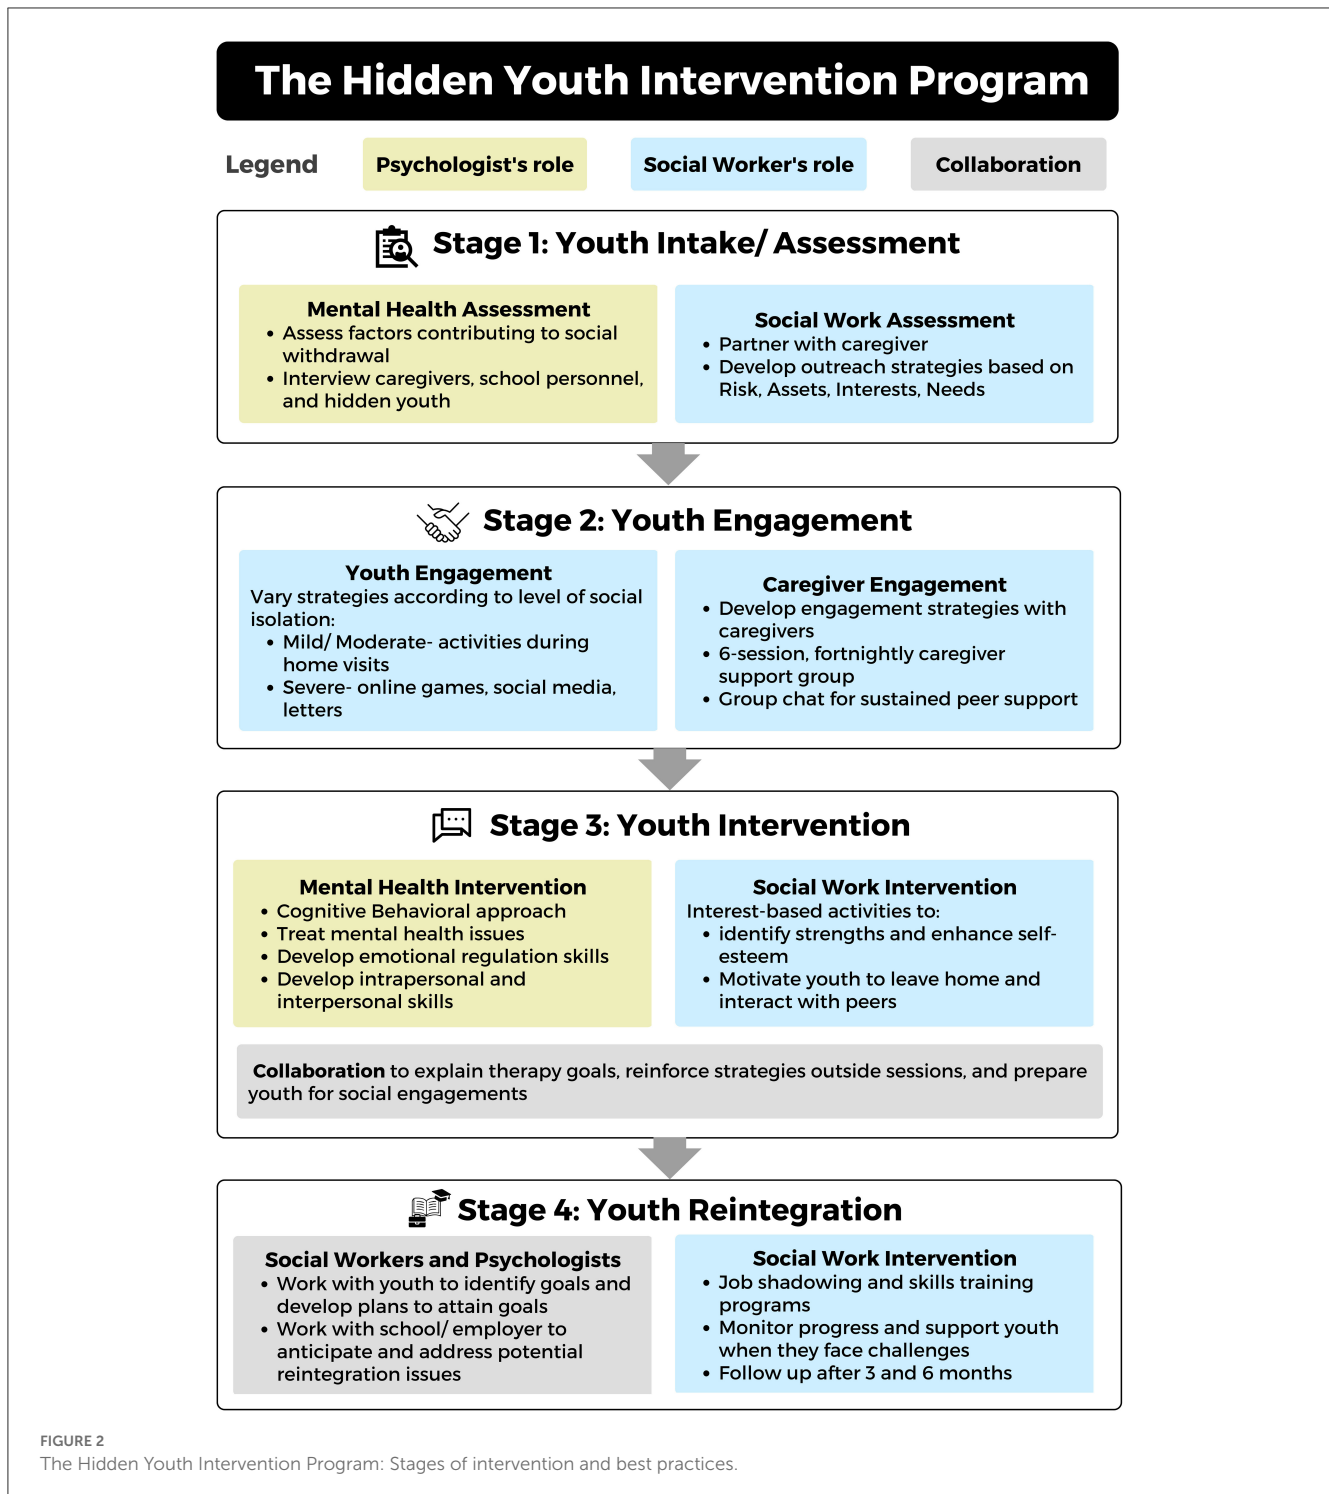 The Hidden Youth Intervention Program
Legend
Psychologist's role
Social Worker's role
Collaboration
Stage 1: Youth Intake/ Assessment
Mental Health Assessment
• Assess factors contributing to social
withdrawal
• Interview caregivers, school personnel,
and hidden youth
Social Work Assessment
• Partner with caregiver
• Develop outreach strategies based on
Risk, Assets, Interests, Needs
Stage 2: Youth Engagement
Youth Engagement
Vary strategies according to level of social
isolation:
• Mild/ Moderate- activities during
home visits
• Severe- online games, social media,
letters
Caregiver Engagement
• Develop engagement strategies with
caregivers
• 6-session, fortnightly caregiver
support group
• Group chat for sustained peer support
Stage 3: Youth Intervention
Mental Health Intervention
• Cognitive Behavioral approach
• Treat mental health issues
• Develop emotional regulation skills
• Develop intrapersonal and
interpersonal skills
Social Work Intervention
Interest-based activities to:
• identify strengths and enhance self-
esteem
• Motivate youth to leave home and
interact with peers
Collaboration to explain therapy goals, reinforce strategies outside sessions, and prepare
youth for social engagements
Stage 4: Youth Reintegration
Social Workers and Psychologists
• Work with youth to identify goals and
develop plans to attain goals
• Work with school/ employer to
anticipate and address potential
reintegration issues
Social Work Intervention
• Job shadowing and skills training
programs
• Monitor progress and support youth
when they face challenges
• Follow up after 3 and 6 months
FIGURE 2
The Hidden Youth Intervention Program: Stages of intervention and best practices.